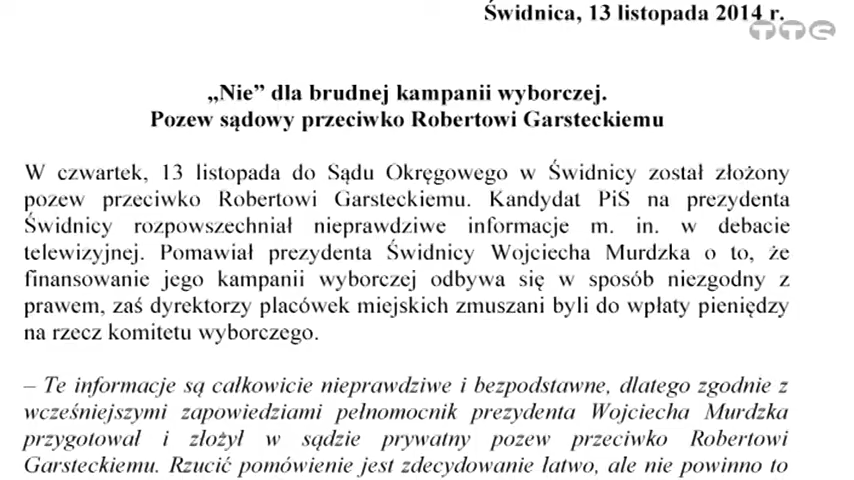 Świdnica, 13 listopada 2014 r.
TTS
„Nie” dla brudnej kampanii wyborczej.
Pozew sądowy przeciwko Robertowi Garsteckiemu
W czwartek, 13 listopada do Sądu Okręgowego w Świdnicy został złożony
pozew przeciwko Robertowi Garsteckiemu. Kandydat PiS na prezydenta
Świdnicy rozpowszechniał nieprawdziwe informacje m. in. w debacie
telewizyjnej. Pomawiał prezydenta Świdnicy Wojciecha Murdzka o to, że
finansowanie jego kampanii wyborczej odbywa się w sposób niezgodny z
prawem, zaś dyrektorzy placówek miejskich zmuszani byli do wpłaty pieniędzy
na rzecz komitetu wyborczego.
– Te informacje są całkowicie nieprawdziwe i bezpodstawne, dlatego zgodnie z
wcześniejszymi zapowiedziami pełnomocnik prezydenta Wojciecha Murdzka
przygotował i złożył w sądzie prywatny pozew przeciwko Robertowi
Garsteckiemu. Rzucić pomówienie jest zdecydowanie łatwo, ale nie powinno to